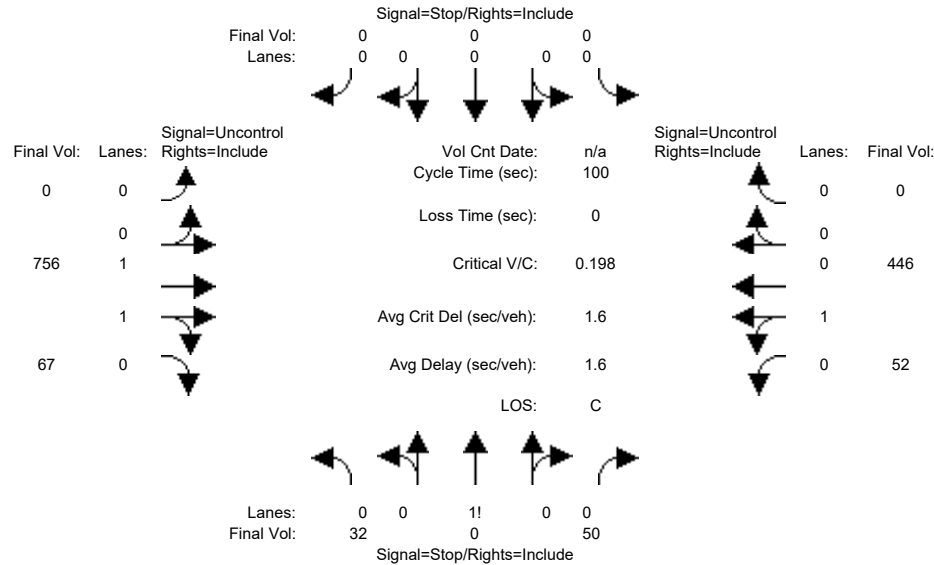 Signal=Stop/Rights=Include
Final Vol: 0 0 0
Lanes: 0 0 0 0 0
Signal=Uncontrol Signal=Uncontrol
Final Vol: Lanes: Rights=Include Vol Cnt Date: n/a Rights=Include Lanes: Final Vol:
Cycle Time (sec): 100
0 0 0 0
Loss Time (sec): 0
0 0
756 1 Critical V/C: 0.198 0 446
1 Avg Crit Del (sec/veh): 1.6 1
67 0 Avg Delay (sec/veh): 1.6 0 52
LOS: C
Lanes: 0 0 1! 0 0
Final Vol: 32 0 50
Signal=Stop/Rights=Include